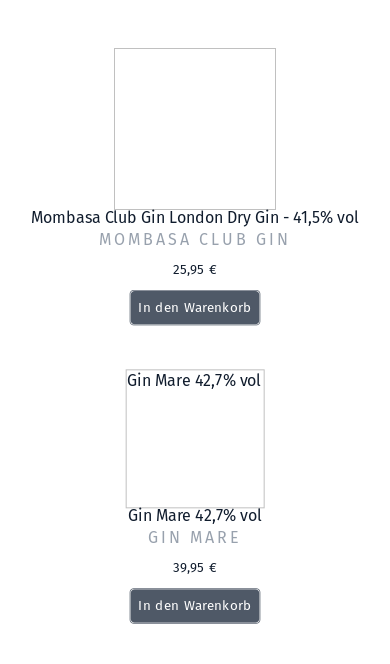 Mombasa Club Gin London Dry Gin - 41,5% vol
MOMBASA CLUB GIN
25,95 €
In den Warenkorb
Gin Mare 42,7% vol
Gin Mare 42,7% vol
GIN MARE
39,95 €
In den Warenkorb